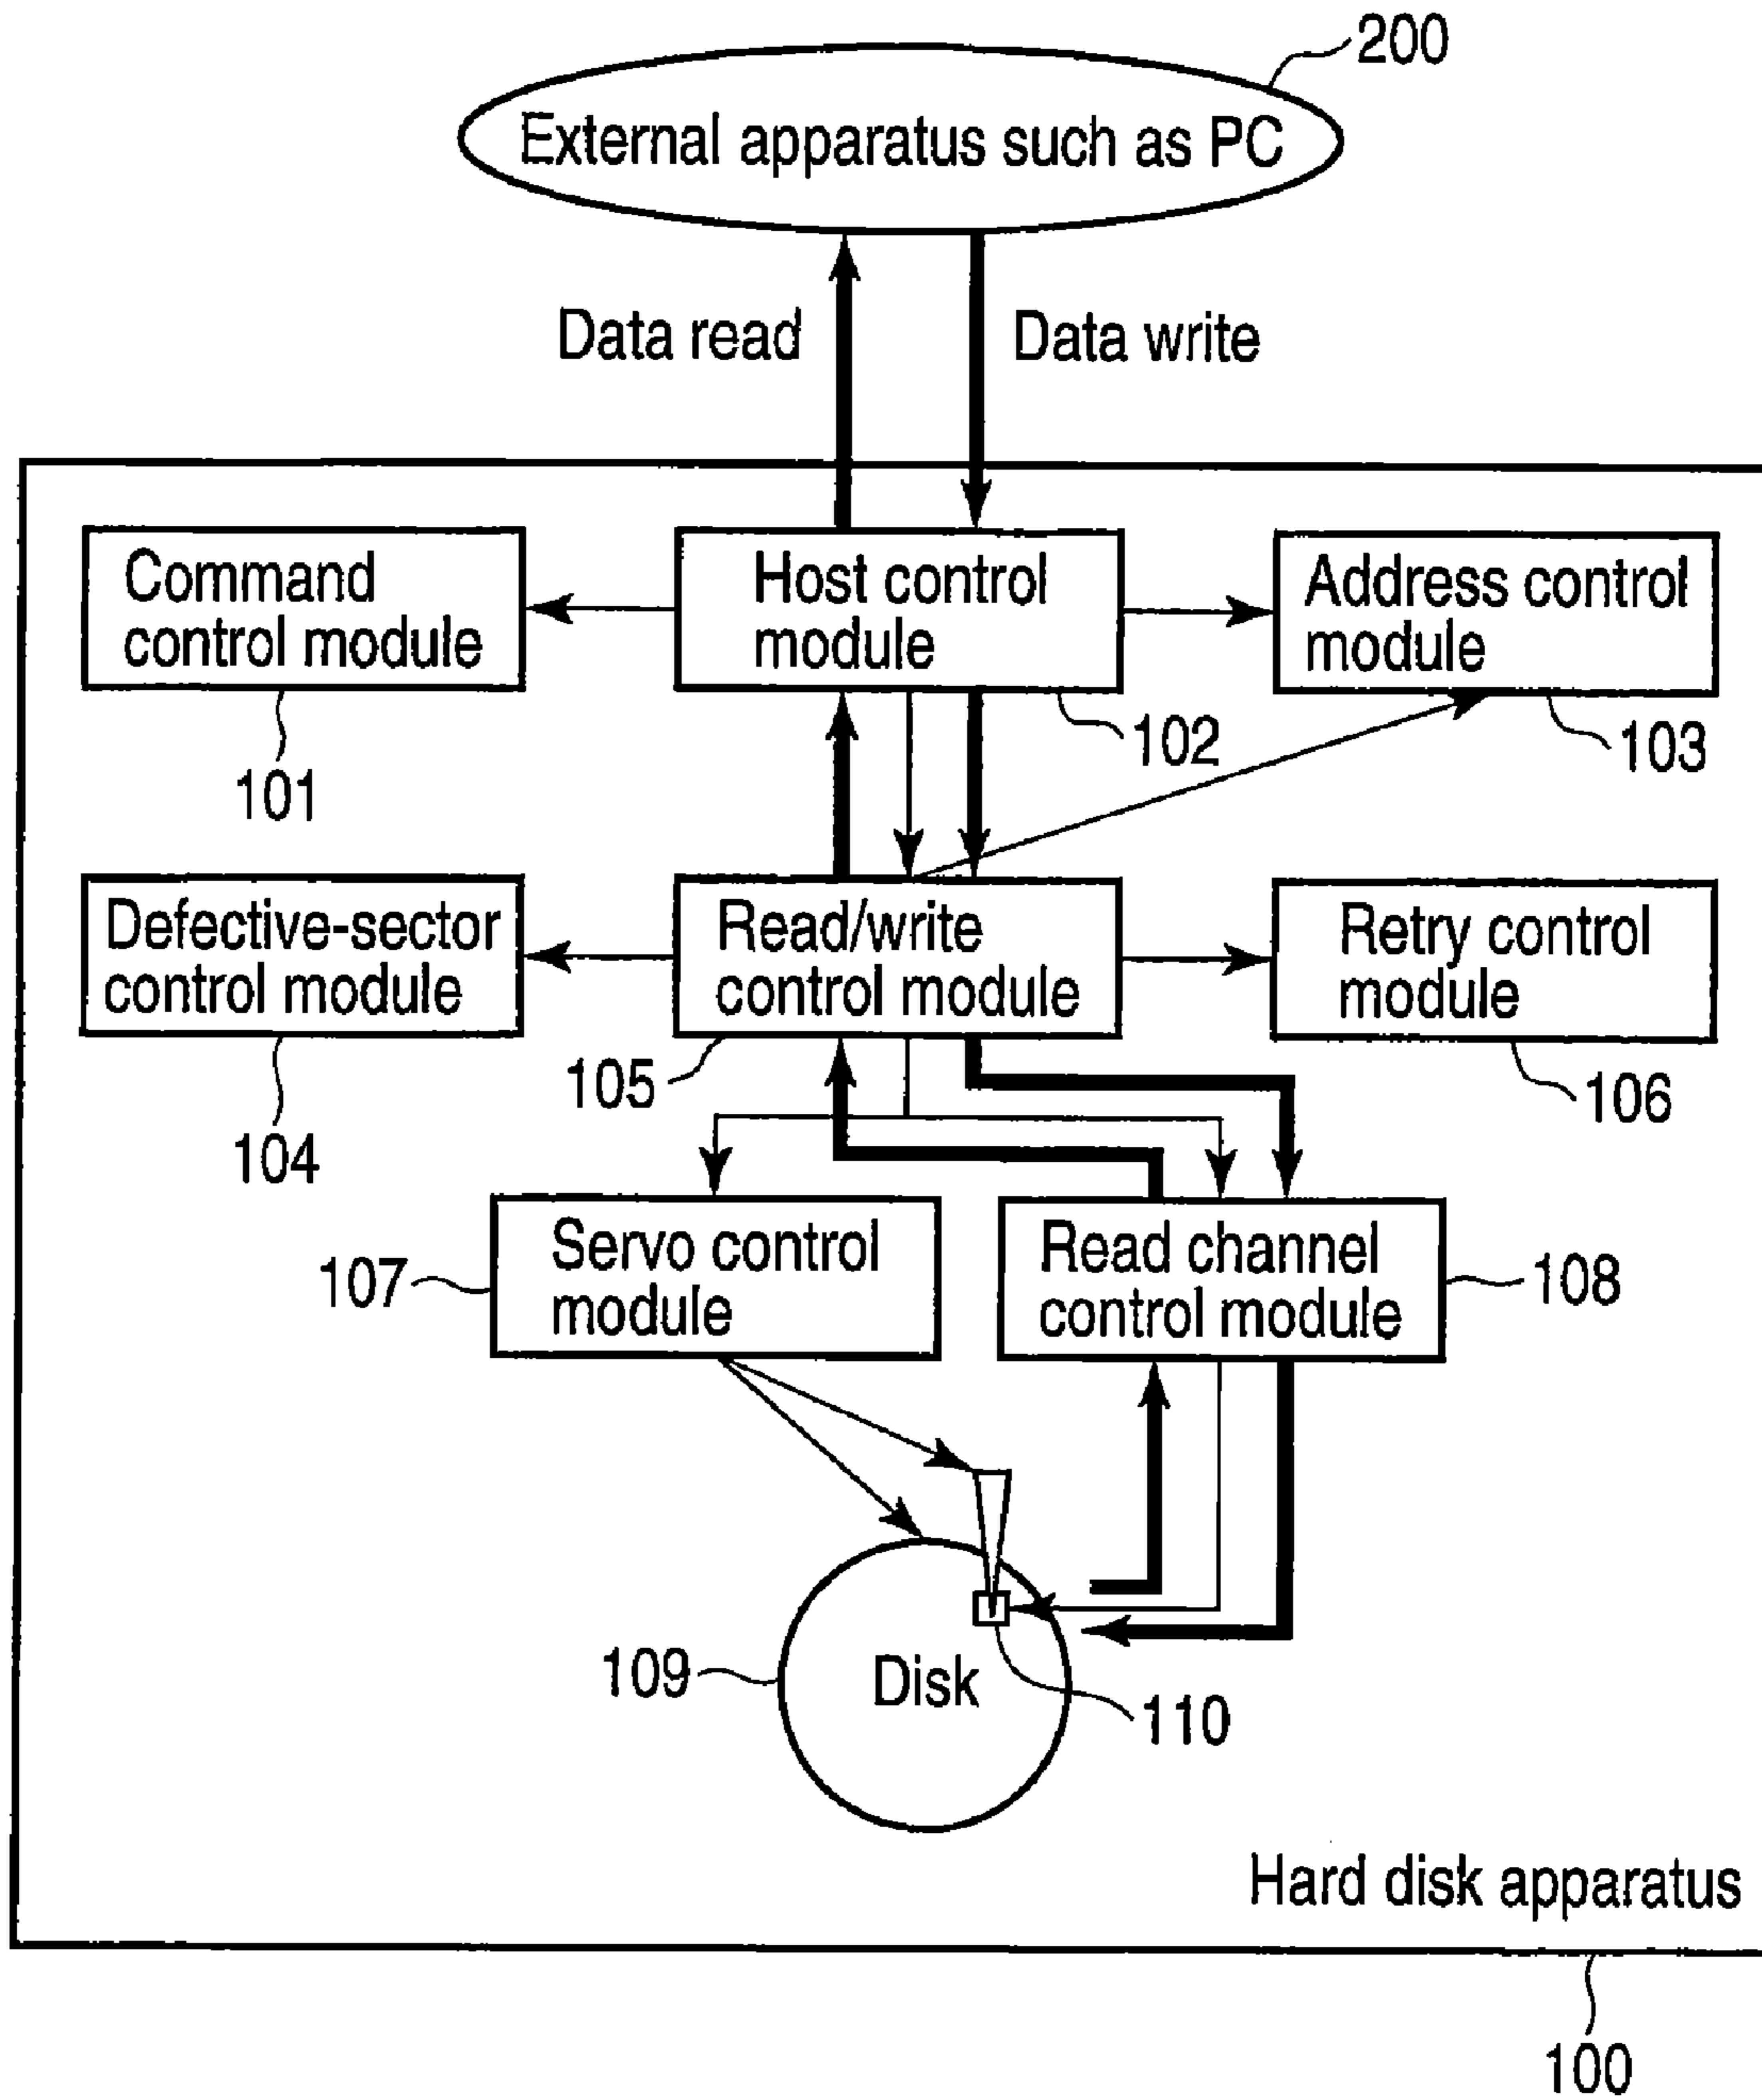 200
External apparatus such as PC
Data read
Data write
Command
control module
Host control
module
Address control
module
101
102
103
Defective-sector
control module
Read/write
control module
Retry control
module
104
105
106
Servo control
module
Read channel
control module
107
108
109
Disk
110
Hard disk apparatus
100